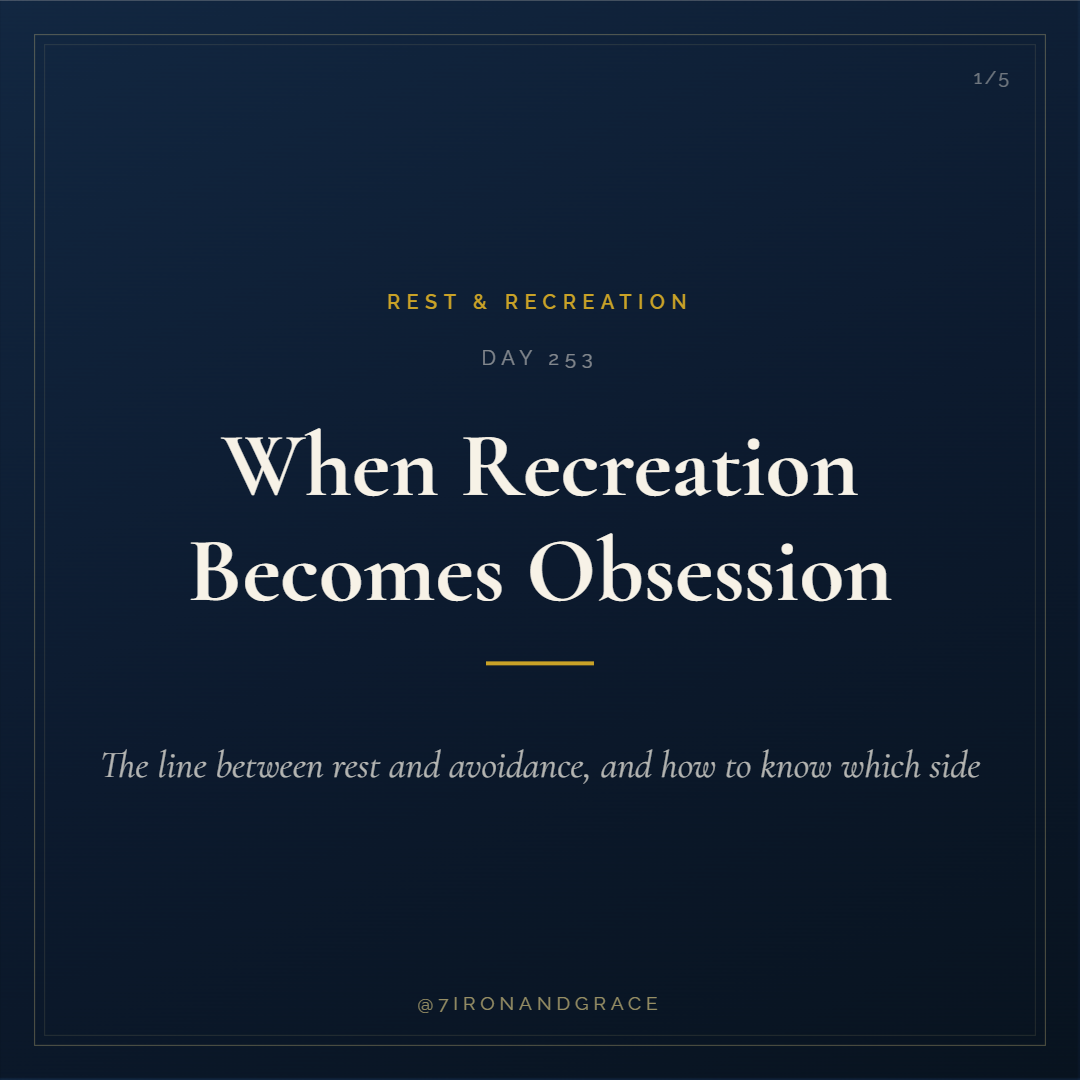 1/5
REST & RECREATION
DAY 253
When Recreation
Becomes Obsession
The line between rest and avoidance, and how to know which side
@7IRONANDGRACE